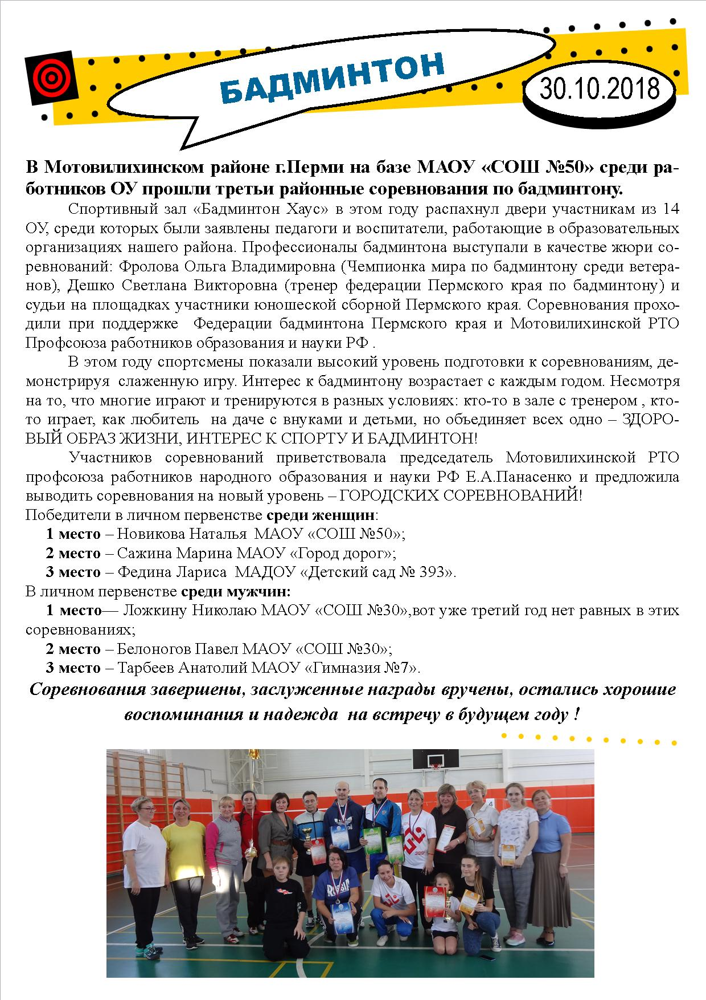 БАДМИНТОН
30.10.2018
В Мотовилихинском районе г.Перми на базе МАОУ «СОШ №50» среди ра-
ботников ОУ прошли третьи районные соревнования по бадминтону.
Спортивный зал «Бадминтон Хаус» в этом году распахнул двери участникам из 14
ОУ, среди которых были заявлены педагоги и воспитатели, работающие в образовательных
организациях нашего района. Профессионалы бадминтона выступали в качестве жюри со-
ревнований: Фролова Ольга Владимировна (Чемпионка мира по бадминтону среди ветера-
нов), Дешко Светлана Викторовна (тренер федерации Пермского края по бадминтону) и
судьи на площадках участники юношеской сборной Пермского края. Соревнования прохо-
дили при поддержке  Федерации бадминтона Пермского края и Мотовилихинской РТО
Профсоюза работников образования и науки РФ .
В этом году спортсмены показали высокий уровень подготовки к соревнованиям, де-
монстрируя  слаженную игру. Интерес к бадминтону возрастает с каждым годом. Несмотря
на то, что многие играют и тренируются в разных условиях: кто-то в зале с тренером , кто-
то играет, как любитель  на даче с внуками и детьми, но объединяет всех одно – ЗДОРО-
ВЫЙ ОБРАЗ ЖИЗНИ, ИНТЕРЕС К СПОРТУ И БАДМИНТОН!
Участников соревнований приветствовала председатель Мотовилихинской РТО
профсоюза работников народного образования и науки РФ Е.А.Панасенко и предложила
выводить соревнования на новый уровень – ГОРОДСКИХ СОРЕВНОВАНИЙ!
Победители в личном первенстве среди женщин:
1 место – Новикова Наталья  МАОУ «СОШ №50»;
2 место – Сажина Марина МАОУ «Город дорог»;
3 место – Федина Лариса  МАДОУ «Детский сад № 393».
В личном первенстве среди мужчин:
1 место— Ложкину Николаю МАОУ «СОШ №30»,вот уже третий год нет равных в этих
соревнованиях;
2 место – Белоногов Павел МАОУ «СОШ №30»;
3 место – Тарбеев Анатолий МАОУ «Гимназия №7».
Соревнования завершены, заслуженные награды вручены, остались хорошие
воспоминания и надежда  на встречу в будущем году !
4
ДИПЛОМ
ДИПЛОМ
RUSSIA
ДИПЛОМ
ДИПЛОМ